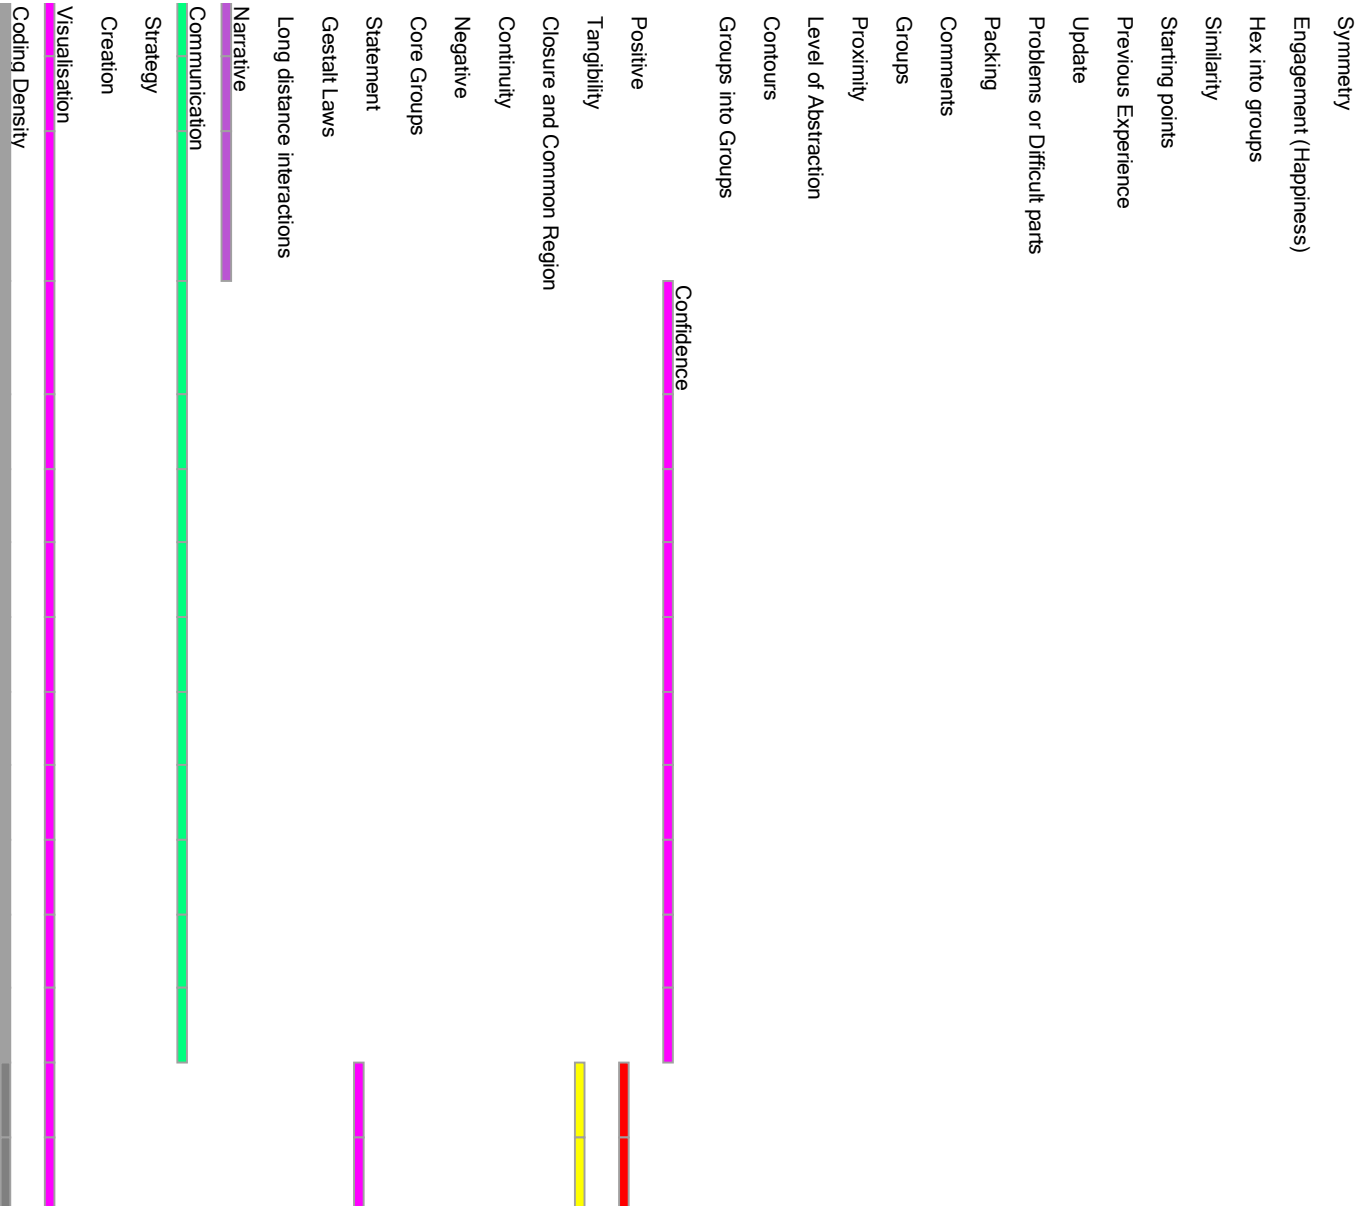 Coding Density
Visualisation
Creation
Strategy
Communication
Narrative
Long distance interactions
Gestalt Laws
Statement
Core Groups
Negative
Continuity
Closure and Common Region
Tangibility
Positive
Confidence
Groups into Groups
Contours
Level of Abstraction
Proximity
Groups
Comments
Packing
Problems or Difficult parts
Update
Previous Experience
Starting points
Similarity
Hex into groups
Engagement (Happiness)
Symmetry